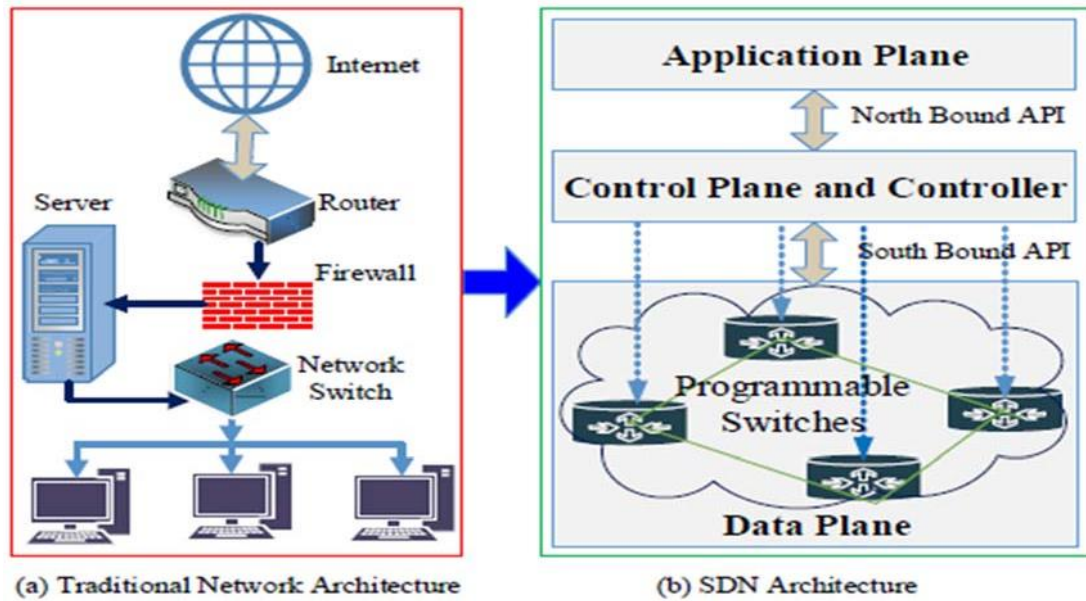 Internet
Router
Server
Firewall
Network
Switch
(a) Traditional Network Architecture
Application Plane
North Bound API
Control Plane and Controller
South Bound API
Programmable
Switches
Data Plane
(b) SDN Architecture